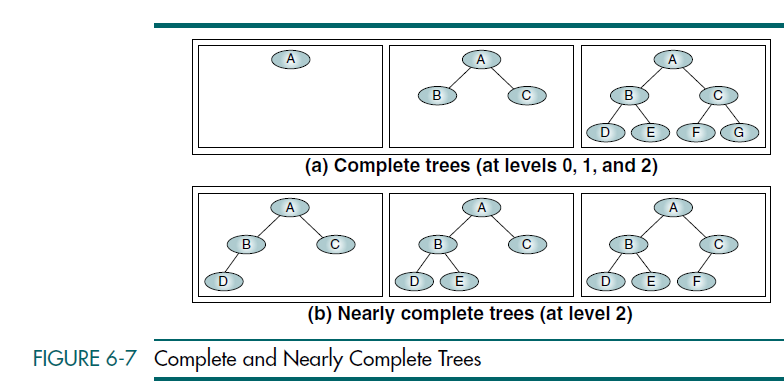 A A A
B C B C
D E F G
(a) Complete trees (at levels 0, 1, and 2)
A A A
B C B C B C
D D E D E F
(b) Nearly complete trees (at level 2)
FIGURE 6-7 Complete and Nearly Complete Trees